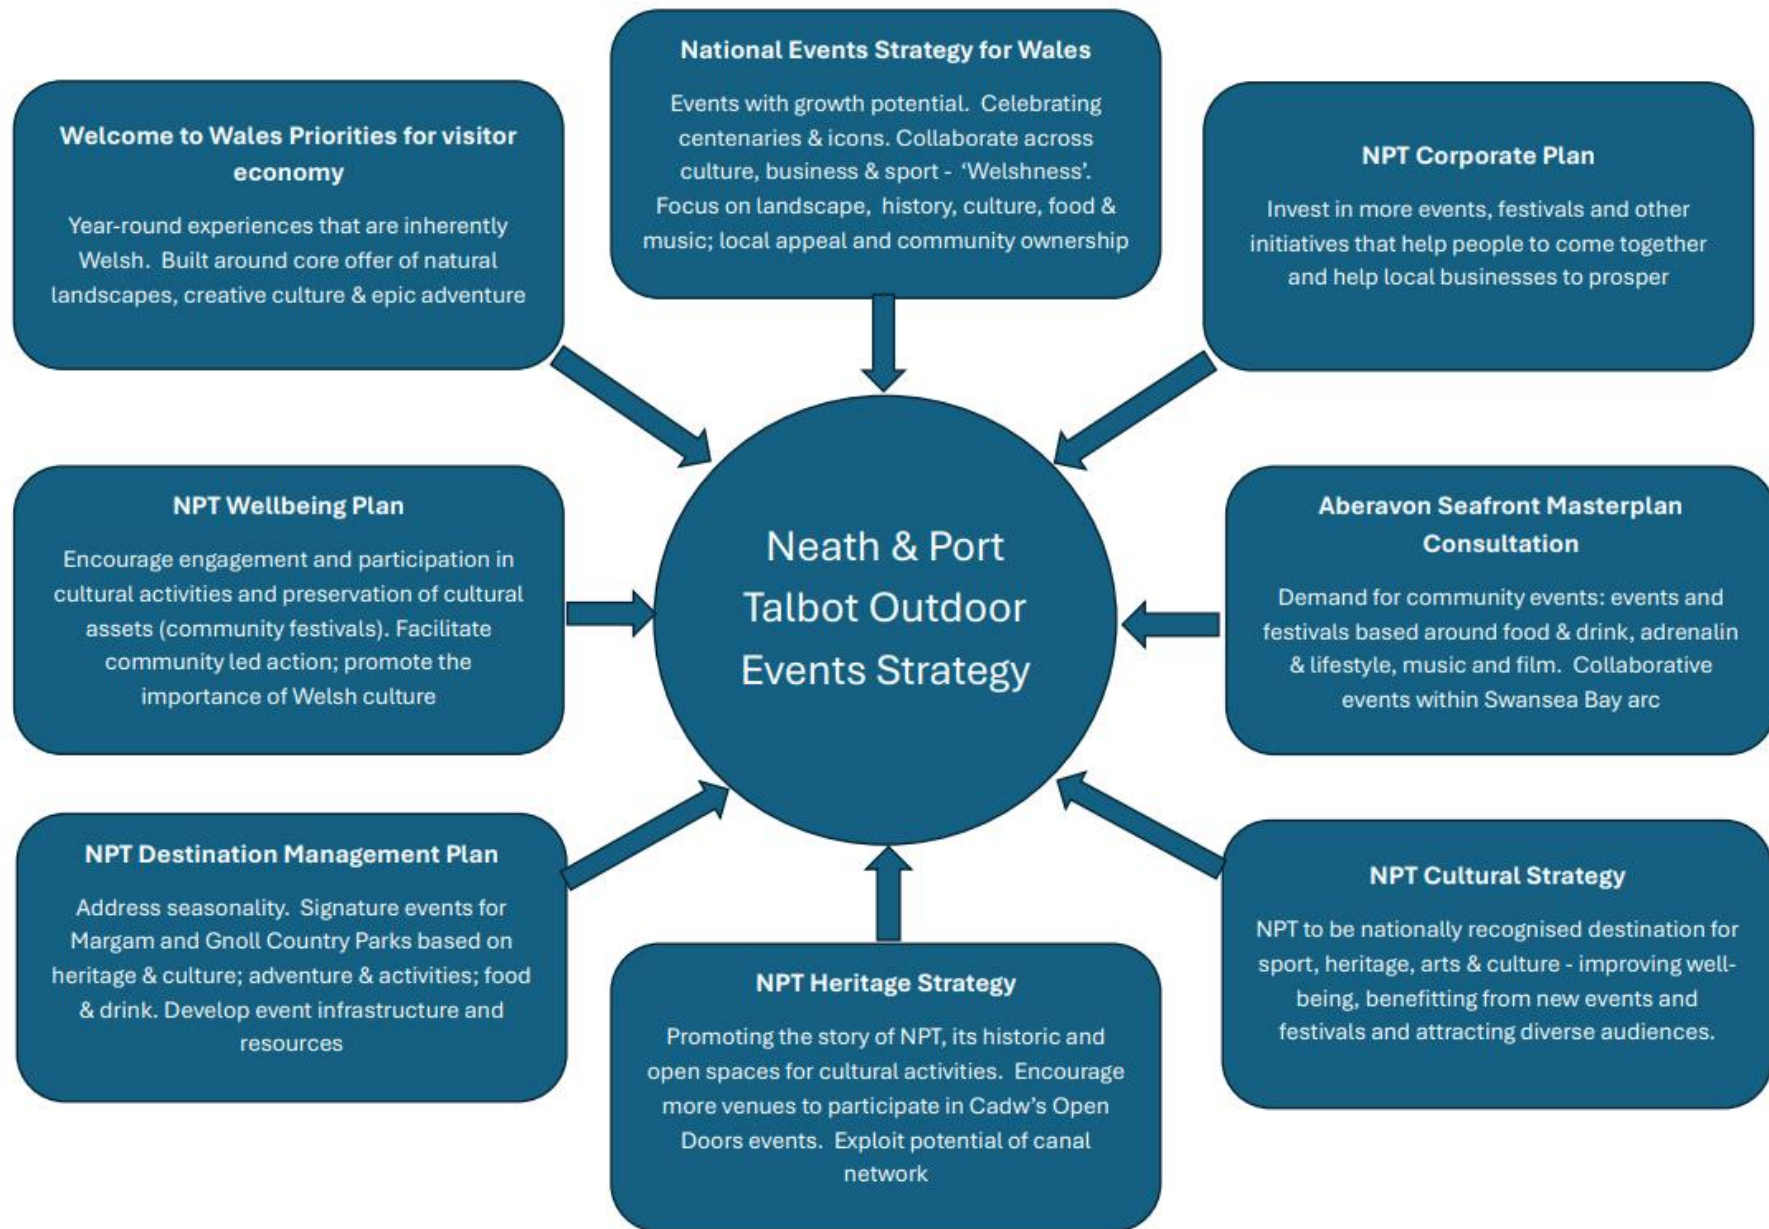 National Events Strategy for Wales
Events with growth potential.  Celebrating
centenaries & icons. Collaborate across
culture, business & sport -  ‘Welshness’.
Focus on landscape,  history, culture, food &
music; local appeal and community ownership
Welcome to Wales Priorities for visitor
economy
Year-round experiences that are inherently
Welsh.  Built around core offer of natural
landscapes, creative culture & epic adventure
NPT Corporate Plan
Invest in more events, festivals and other
initiatives that help people to come together
and help local businesses to prosper
NPT Wellbeing Plan
Encourage engagement and participation in
cultural activities and preservation of cultural
assets (community festivals). Facilitate
community led action; promote the
importance of Welsh culture
Neath & Port
Talbot Outdoor
Events Strategy
Aberavon Seafront Masterplan
Consultation
Demand for community events: events and
festivals based around food & drink, adrenalin
& lifestyle, music and film.  Collaborative
events within Swansea Bay arc
NPT Destination Management Plan
Address seasonality.  Signature events for
Margam and Gnoll Country Parks based on
heritage & culture; adventure & activities; food
& drink. Develop event infrastructure and
resources
NPT Heritage Strategy
Promoting the story of NPT, its historic and
open spaces for cultural activities.  Encourage
more venues to participate in Cadw’s Open
Doors events.  Exploit potential of canal
network
NPT Cultural Strategy
NPT to be nationally recognised destination for
sport, heritage, arts & culture - improving well-
being, benefitting from new events and
festivals and attracting diverse audiences.